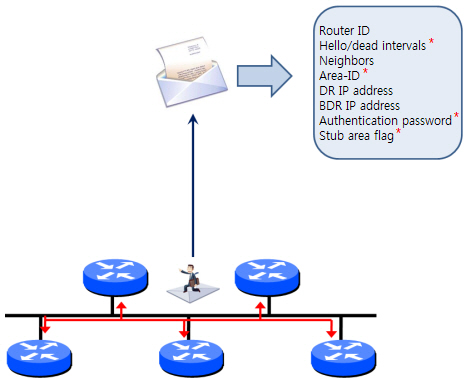 Router ID
Hello/dead intervals *
Neighbors
Area-ID *
DR IP address
BDR IP address
Authentication password *
Stub area flag *